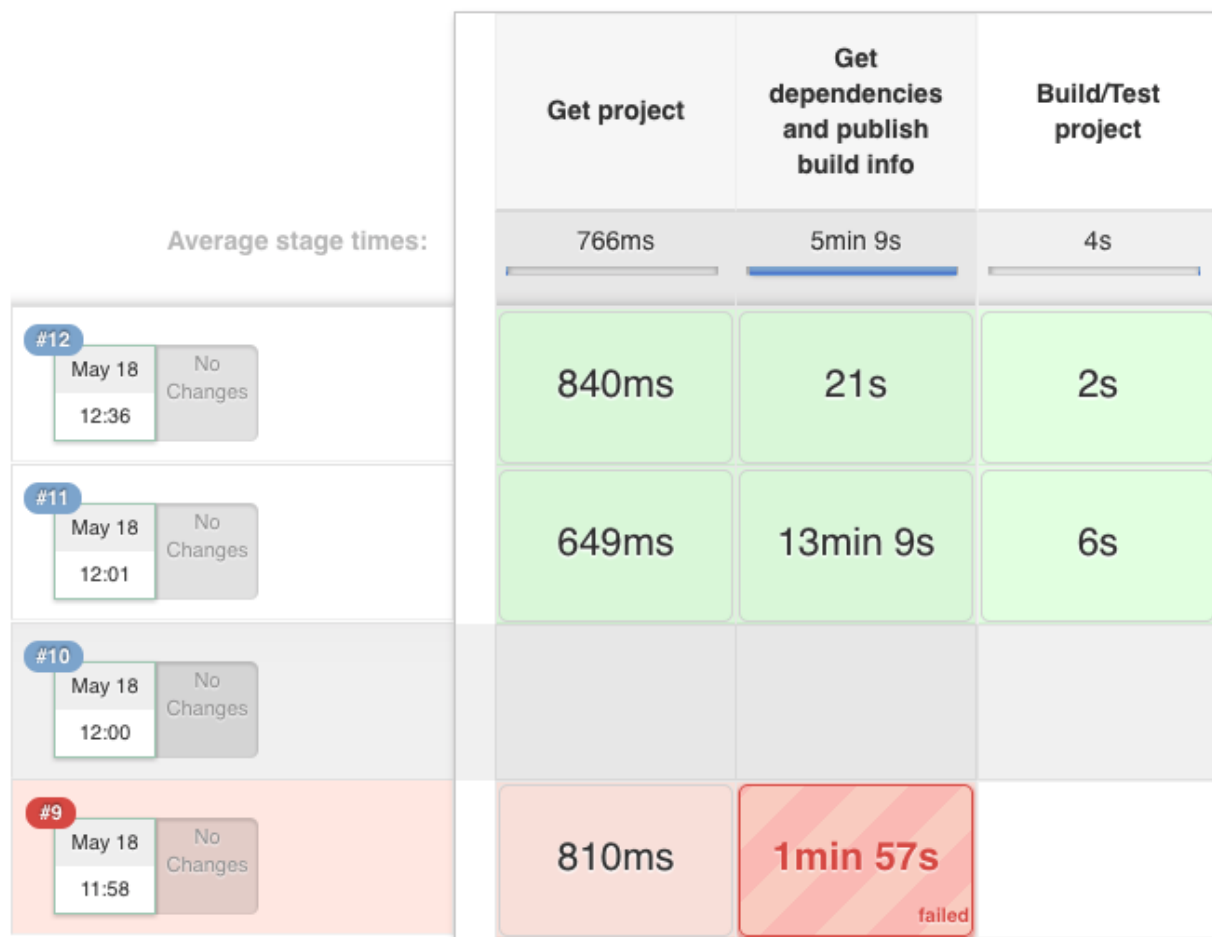 Get project
Get
dependencies
and publish
build info
Build/Test
project
Average stage times:
766ms
5min 9s
4s
#12
May 18
12:36
No
Changes
840ms
21s
2s
#11
May 18
12:01
No
Changes
649ms
13min 9s
6s
#10
May 18
12:00
No
Changes
#9
May 18
11:58
No
Changes
810ms
1min 57s
failed